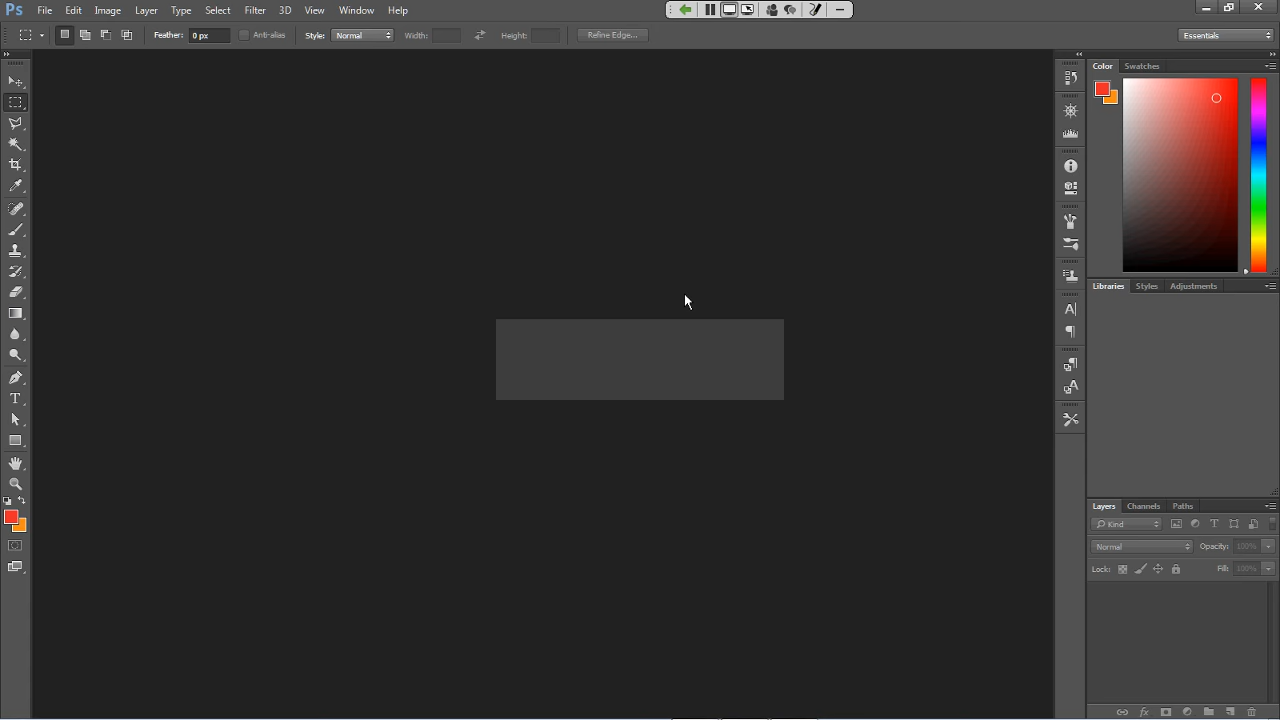 Ps File Edit Image Layer Type Select Filter 3D View Window Help
Feather: 0 px Anti-alias Style: Normal Width: Height: Refine Edge... Essentials
Color Swatches
Libraries Styles Adjustments
Layers Channels Paths
Kind
Normal Opacity: 100%
Lock: Fill: 100%